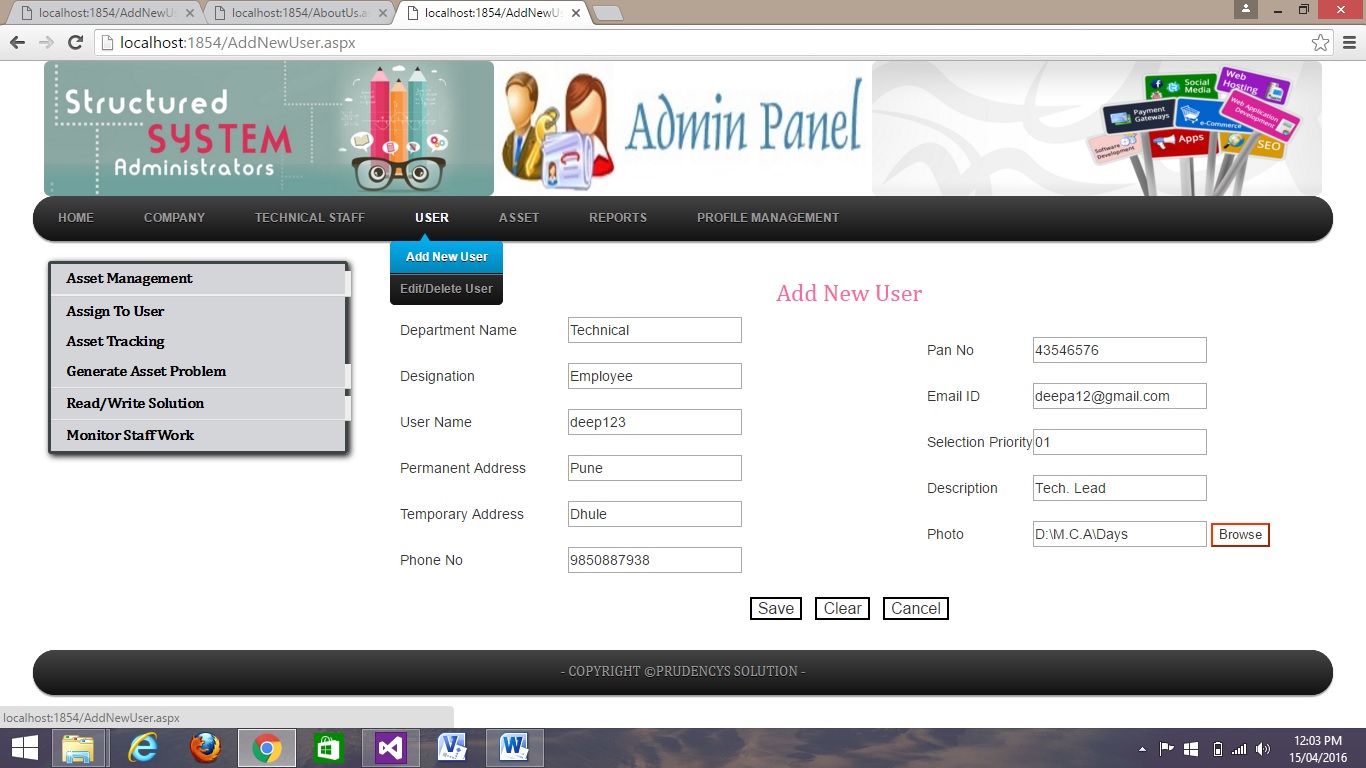 localhost:1854/AddNewUs
localhost:1854/AboutUs.as
localhost:1854/AddNewUs
localhost:1854/AddNewUser.aspx
Structured
SYSTEM
Administrators
Admin Panel
Social Media
Web Hosting
Payment Gateways
e-Commerce
Web Application Development
Software Development
Apps
SEO
HOME COMPANY TECHNICAL STAFF USER ASSET REPORTS PROFILE MANAGEMENT
Add New User
Edit/Delete User
Asset Management
Assign To User
Asset Tracking
Generate Asset Problem
Read/Write Solution
Monitor Staff Work
Add New User
Department Name Technical
Designation Employee
User Name deep123
Permanent Address Pune
Temporary Address Dhule
Phone No 9850887938
Pan No 43546576
Email ID deepa12@gmail.com
Selection Priority 01
Description Tech. Lead
Photo D:\M.C.A\Days Browse
Save Clear Cancel
- COPYRIGHT ©PRUDENCYS SOLUTION -
localhost:1854/AddNewUser.aspx
12:03 PM
15/04/2016